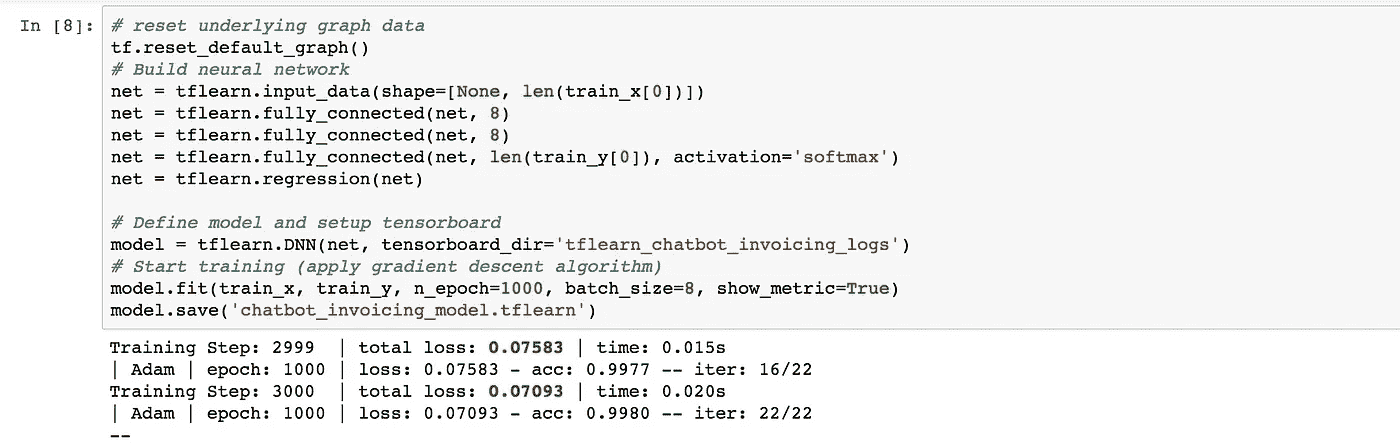 In [8]:
# reset underlying graph data
tf.reset_default_graph()
# Build neural network
net = tflearn.input_data(shape=[None, len(train_x[0])])
net = tflearn.fully_connected(net, 8)
net = tflearn.fully_connected(net, 8)
net = tflearn.fully_connected(net, len(train_y[0]), activation='softmax')
net = tflearn.regression(net)
# Define model and setup tensorboard
model = tflearn.DNN(net, tensorboard_dir='tflearn_chatbot_invoicing_logs')
# Start training (apply gradient descent algorithm)
model.fit(train_x, train_y, n_epoch=1000, batch_size=8, show_metric=True)
model.save('chatbot_invoicing_model.tflearn')
Training Step: 2999  | total loss: 0.07583 | time: 0.015s
| Adam | epoch: 1000 | loss: 0.07583 - acc: 0.9977 -- iter: 16/22
Training Step: 3000  | total loss: 0.07093 | time: 0.020s
| Adam | epoch: 1000 | loss: 0.07093 - acc: 0.9980 -- iter: 22/22
--